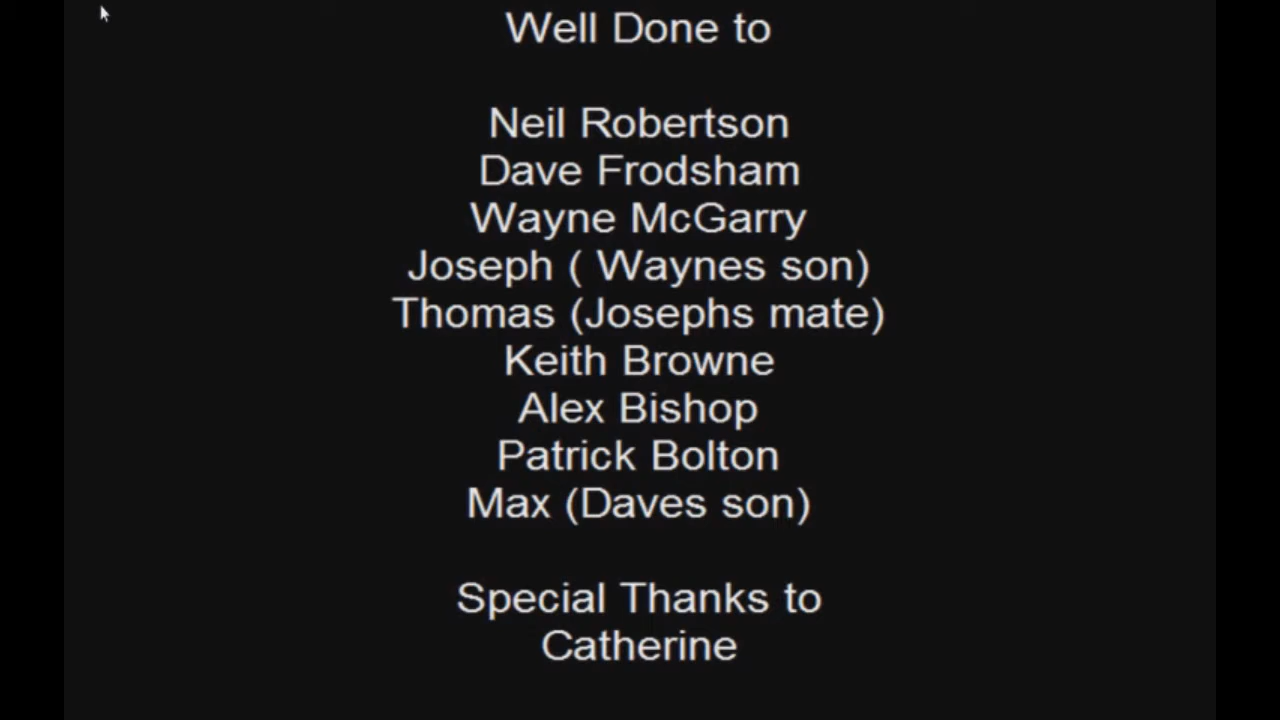 Well Done to
Neil Robertson
Dave Frodsham
Wayne McGarry
Joseph ( Waynes son)
Thomas (Josephs mate)
Keith Browne
Alex Bishop
Patrick Bolton
Max (Daves son)
Special Thanks to
Catherine